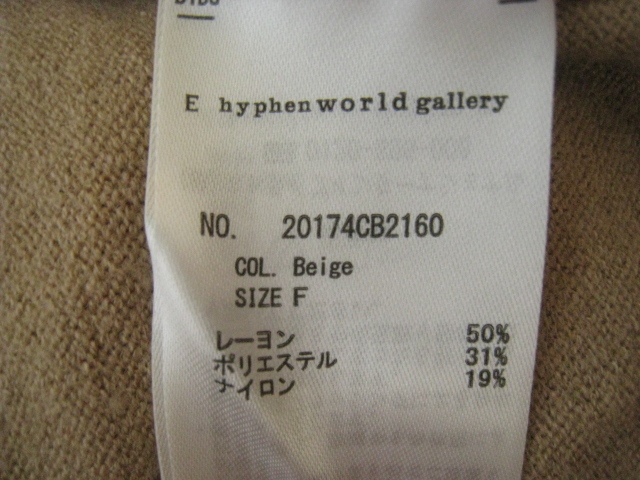 E hyphen world gallery
NO. 20174CB2160
COL. Beige
SIZE F
レーヨン 50%
ポリエステル 31%
ナイロン 19%